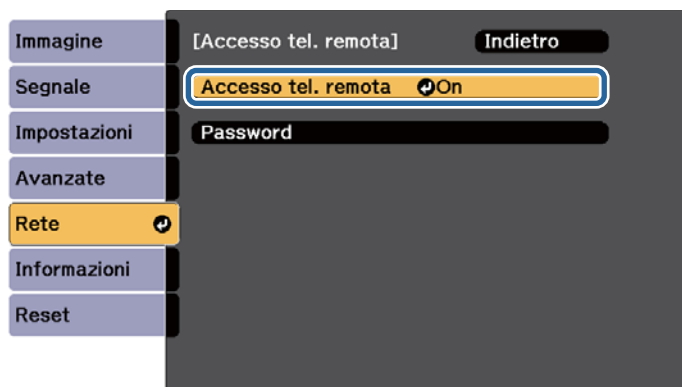 Immagine
Segnale
Impostazioni
Avanzate
Rete
Informazioni
Reset
[Accesso tel. remota] Indietro
Accesso tel. remota On
Password